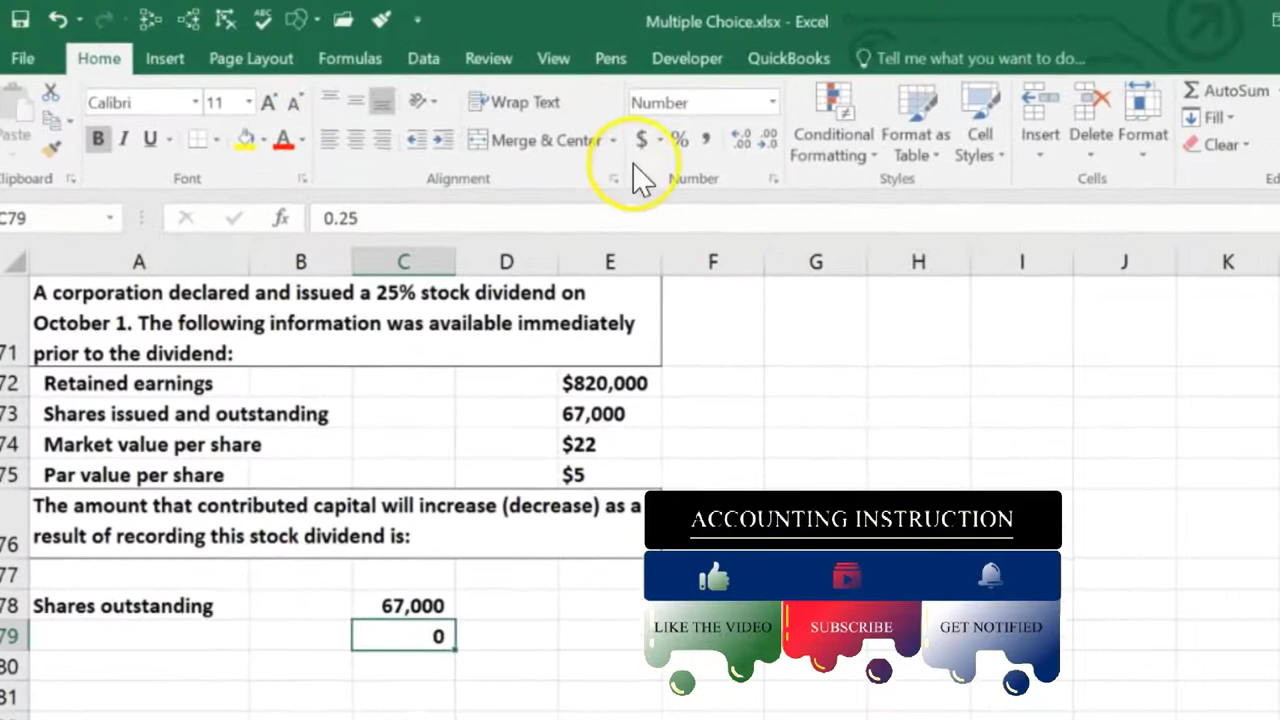 Multiple Choice.xlsx - Excel
File Home Insert Page Layout Formulas Data Review View Pens Developer QuickBooks Tell me what you want to do...
Calibri 11 Wrap Text Number AutoSum
Paste B I U A Merge & Center $ % Conditional Formatting Format as Table Cell Styles Insert Delete Format Fill
Clear
Clipboard Font Alignment Number Styles Cells Ed
C79 fx 0.25
A B C D E F G H I J K
A corporation declared and issued a 25% stock dividend on
October 1. The following information was available immediately
71 prior to the dividend:
72 Retained earnings $820,000
73 Shares issued and outstanding 67,000
74 Market value per share $22
75 Par value per share $5
The amount that contributed capital will increase (decrease) as a
76 result of recording this stock dividend is:
77
78 Shares outstanding 67,000
79 0
80
81
ACCOUNTING INSTRUCTION
LIKE THE VIDEO SUBSCRIBE GET NOTIFIED